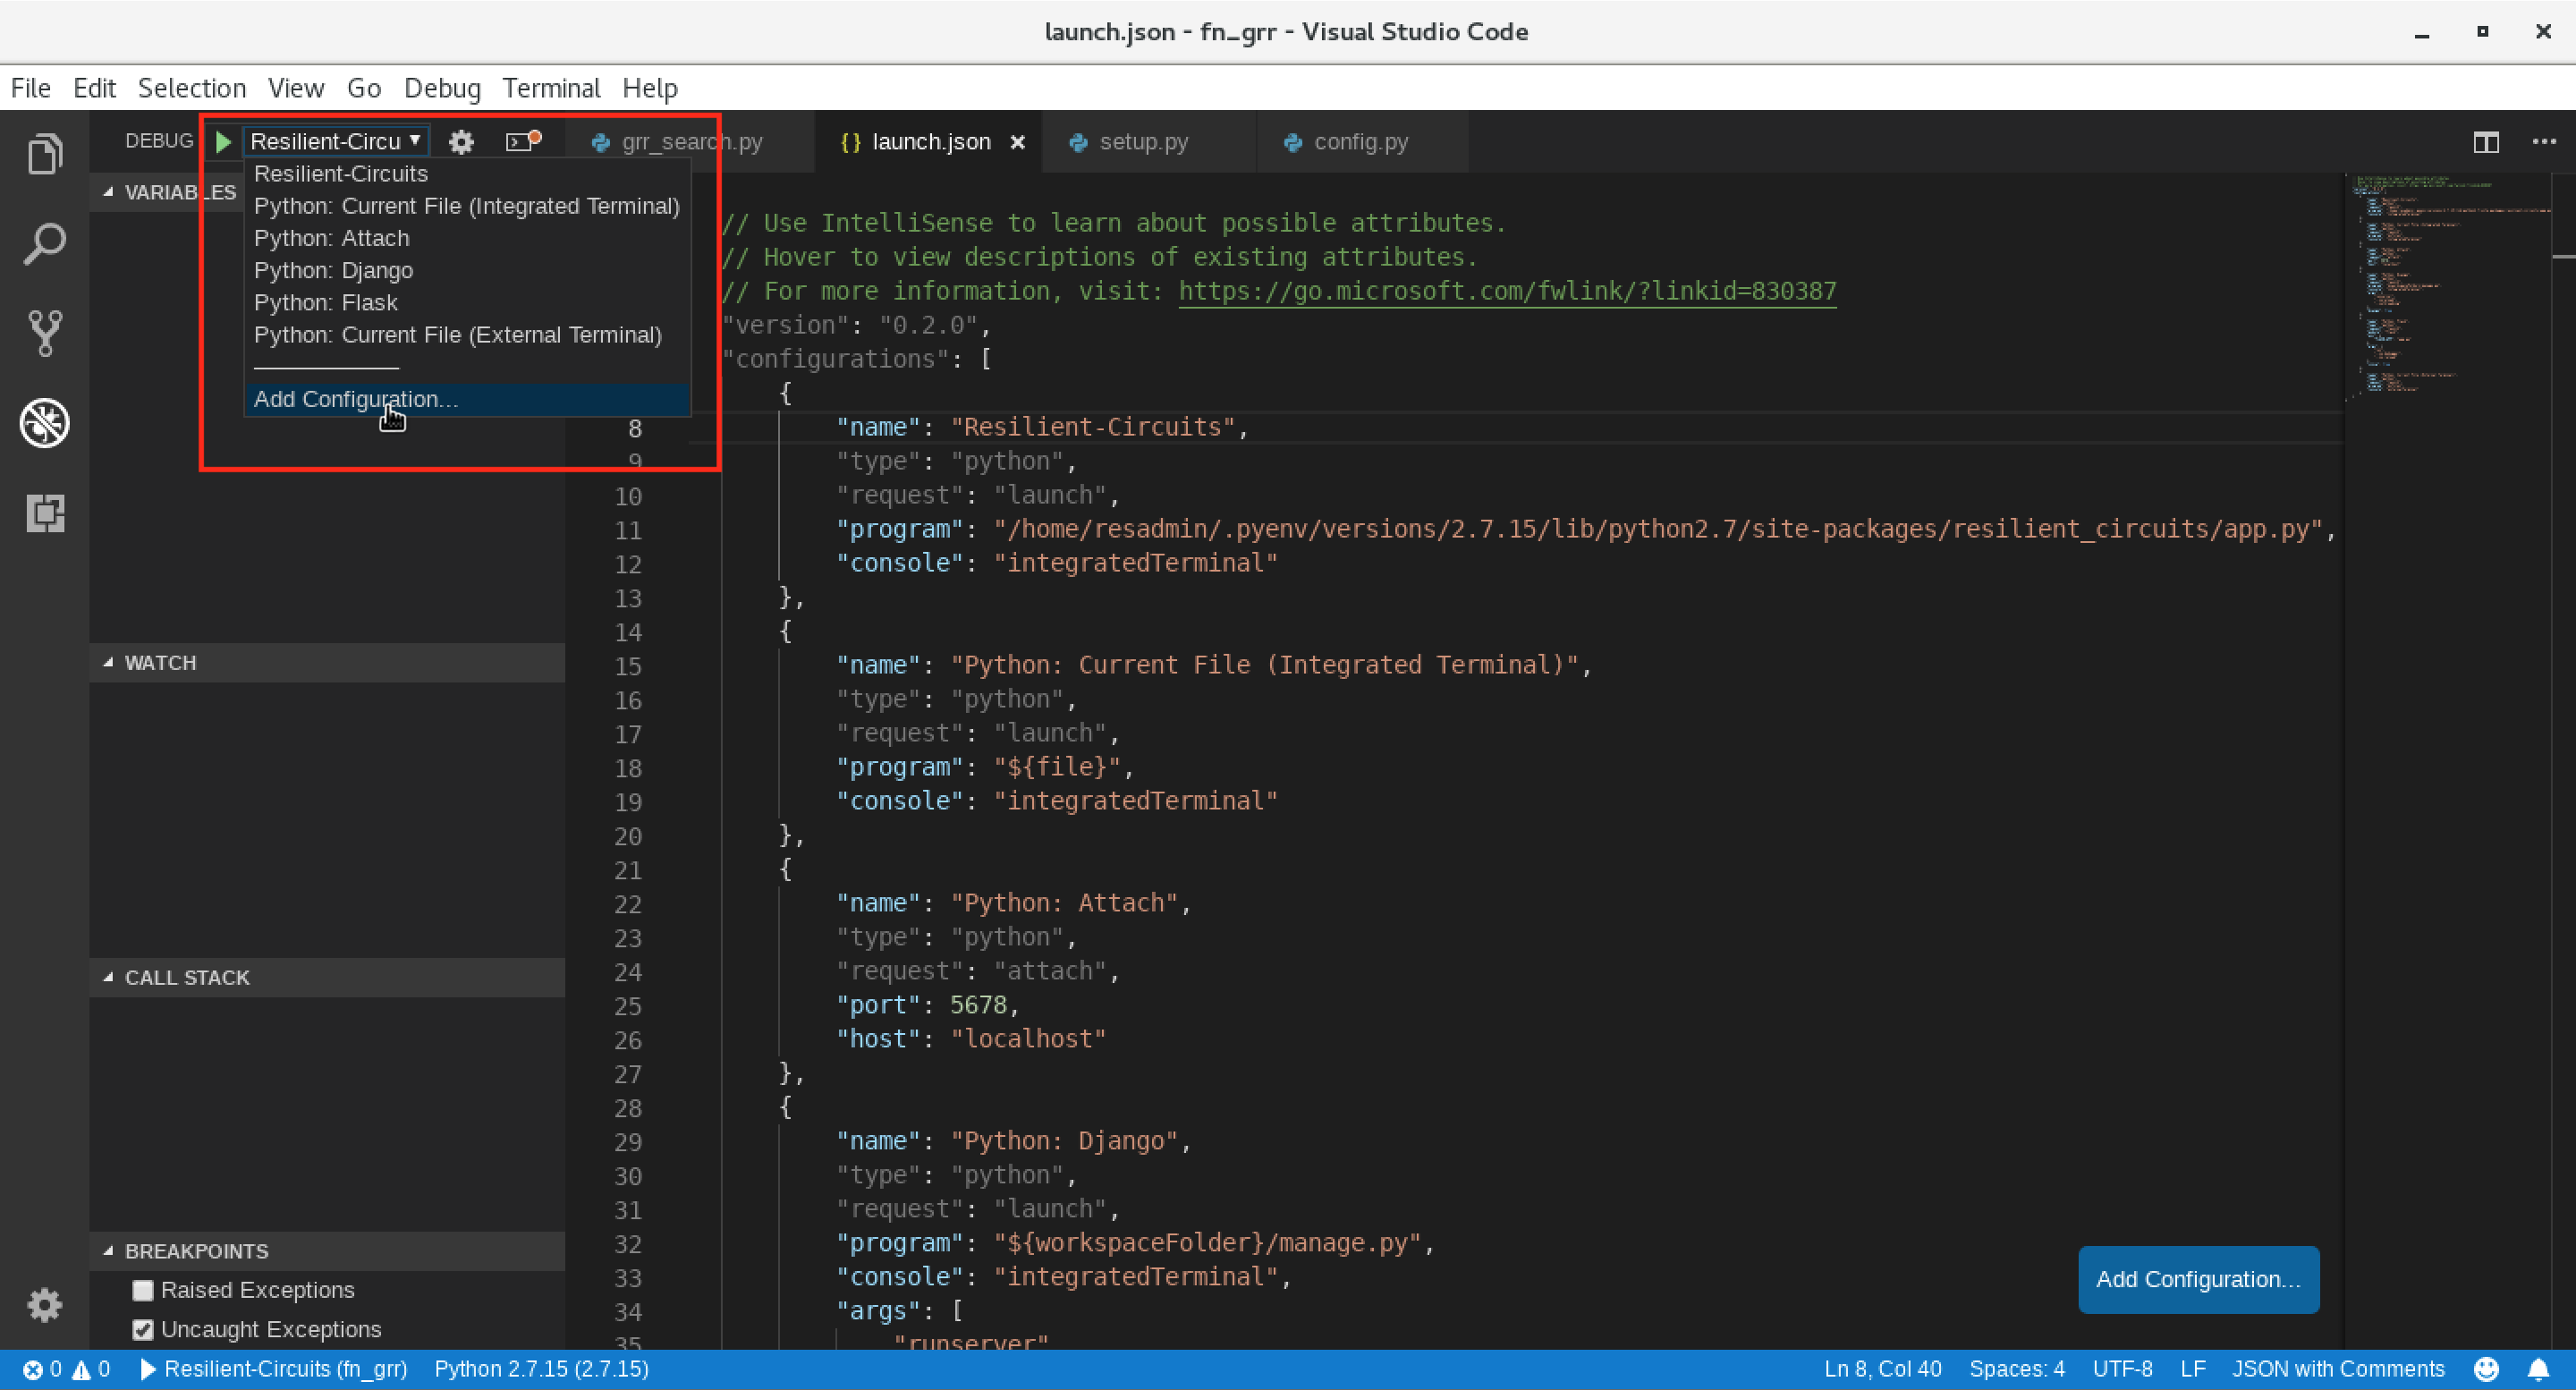 launch.json - fn_grr - Visual Studio Code
File Edit Selection View Go Debug Terminal Help
DEBUG Resilient-Circu grr_search.py {} launch.json setup.py config.py
VARIABLES
Resilient-Circuits
Python: Current File (Integrated Terminal)
Python: Attach
Python: Django
Python: Flask
Python: Current File (External Terminal)
Add Configuration...
// Use IntelliSense to learn about possible attributes.
// Hover to view descriptions of existing attributes.
// For more information, visit: https://go.microsoft.com/fwlink/?linkid=830387
"version": "0.2.0",
"configurations": [
{
8 "name": "Resilient-Circuits",
9 "type": "python",
10 "request": "launch",
11 "program": "/home/resadmin/.pyenv/versions/2.7.15/lib/python2.7/site-packages/resilient_circuits/app.py",
12 "console": "integratedTerminal"
13 },
14 {
15 "name": "Python: Current File (Integrated Terminal)",
16 "type": "python",
17 "request": "launch",
18 "program": "${file}",
19 "console": "integratedTerminal"
20 },
21 {
22 "name": "Python: Attach",
23 "type": "python",
24 "request": "attach",
25 "port": 5678,
26 "host": "localhost"
27 },
28 {
29 "name": "Python: Django",
30 "type": "python",
31 "request": "launch",
32 "program": "${workspaceFolder}/manage.py",
33 "console": "integratedTerminal",
34 "args": [
35 "runserver"
WATCH
CALL STACK
BREAKPOINTS
Raised Exceptions
Uncaught Exceptions
Add Configuration...
0 0 Resilient-Circuits (fn_grr) Python 2.7.15 (2.7.15) Ln 8, Col 40 Spaces: 4 UTF-8 LF JSON with Comments